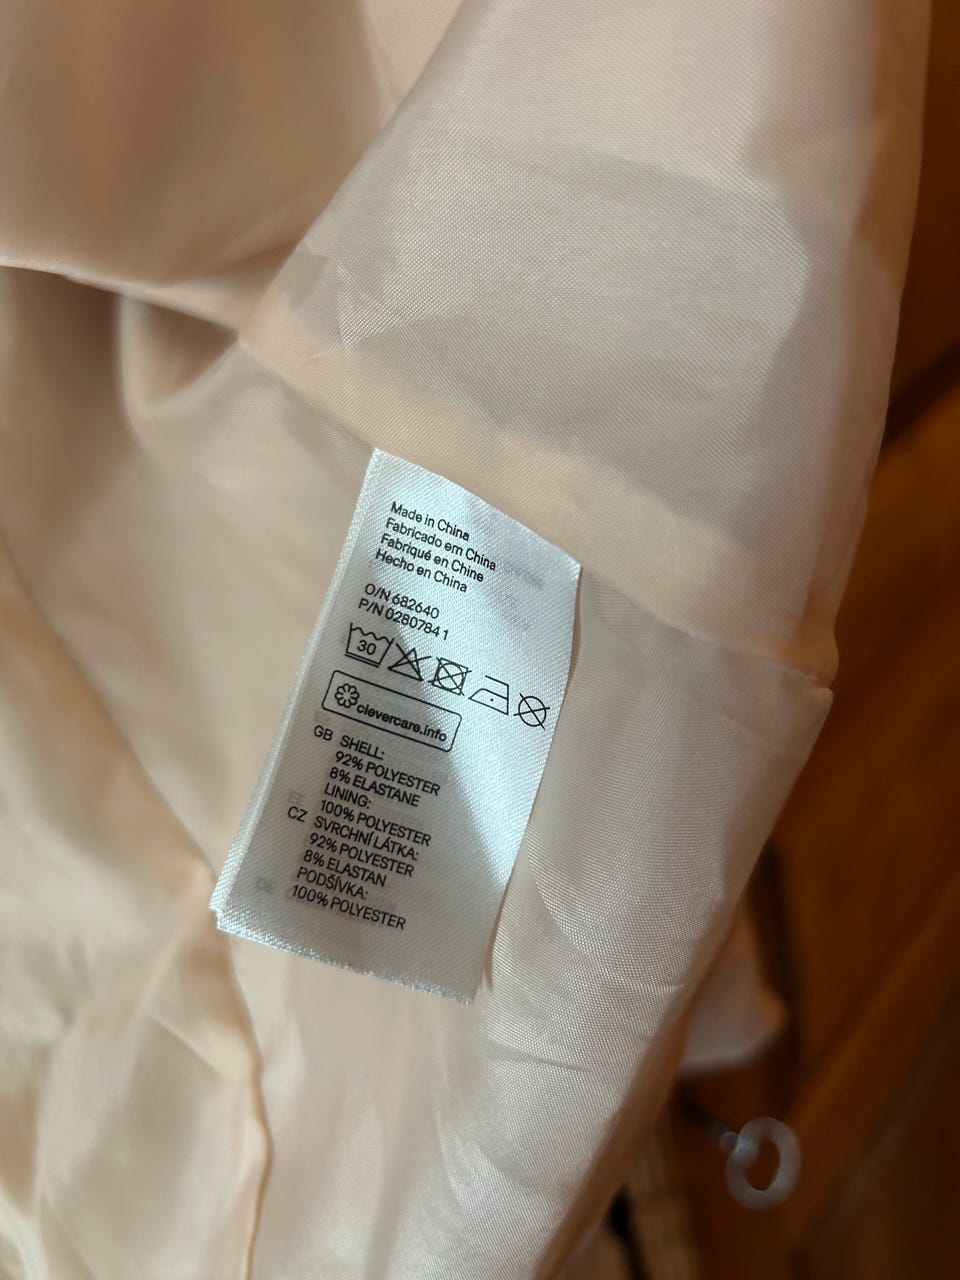 Made in China
Fabricado em China
Fabriqué en Chine
Hecho en China
O/N 682640
P/N 02807841
30
clevercare.info
GB SHELL:
92% POLYESTER
8% ELASTANE
LINING:
100% POLYESTER
CZ SVRCHNÍ LÁTKA:
92% POLYESTER
8% ELASTAN
PODŠÍVKA:
100% POLYESTER